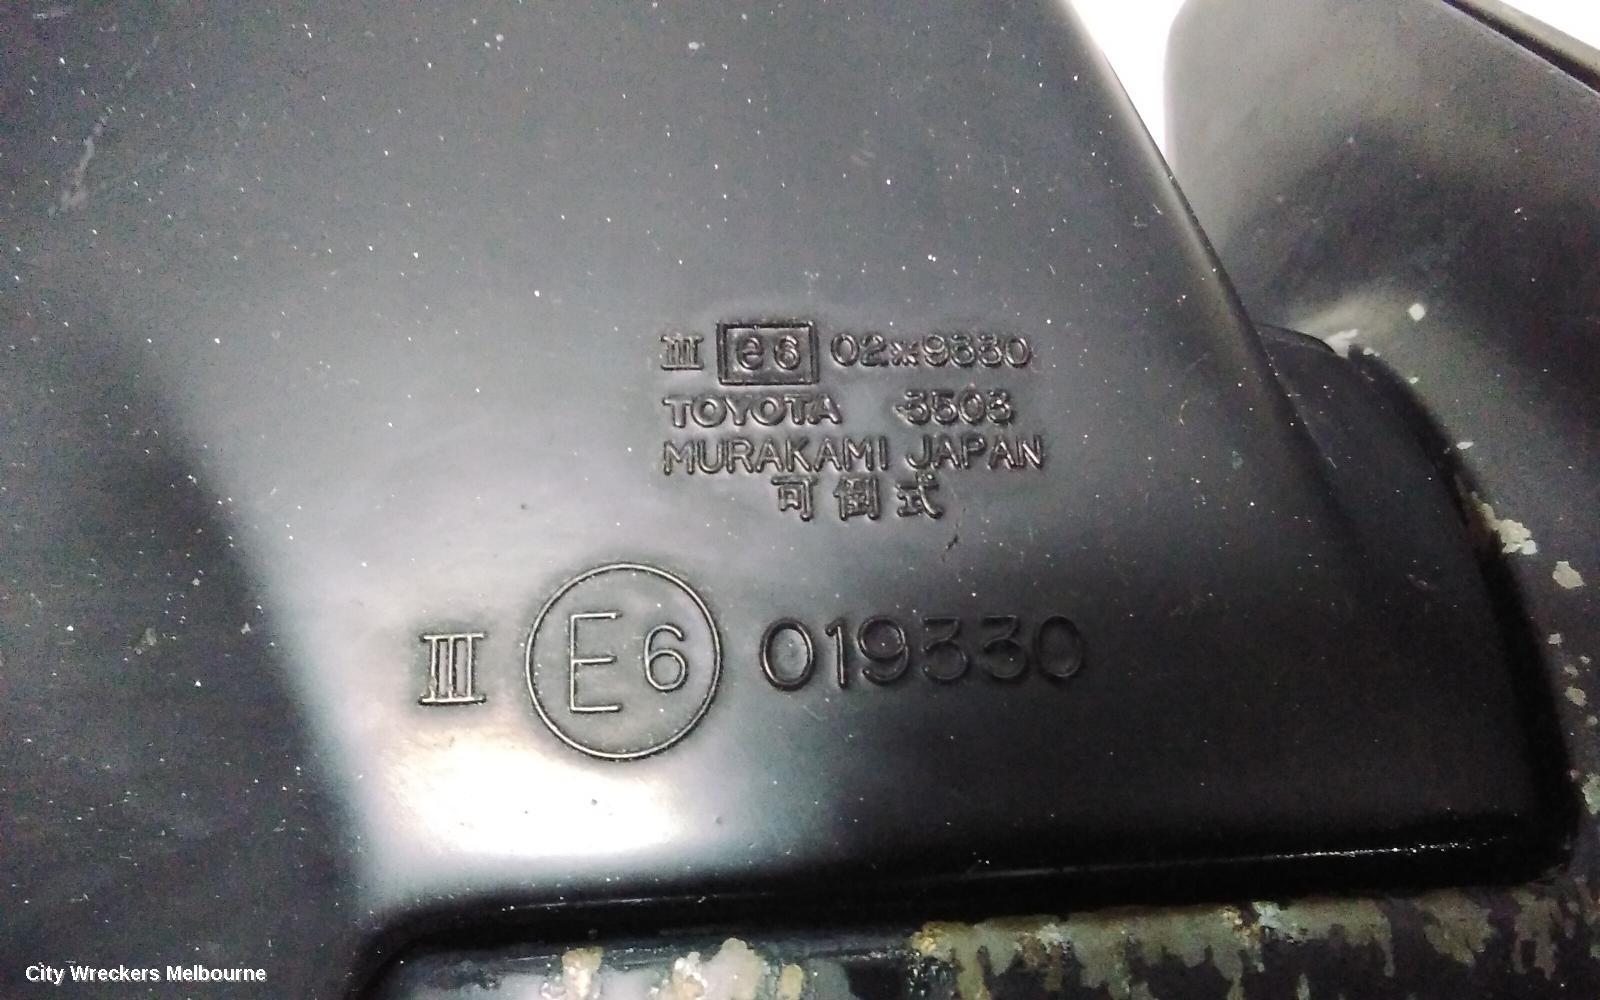 III e6 02*9330
TOYOTA -3503
MURAKAMI JAPAN
可倒式
III E6 019330
City Wreckers Melbourne